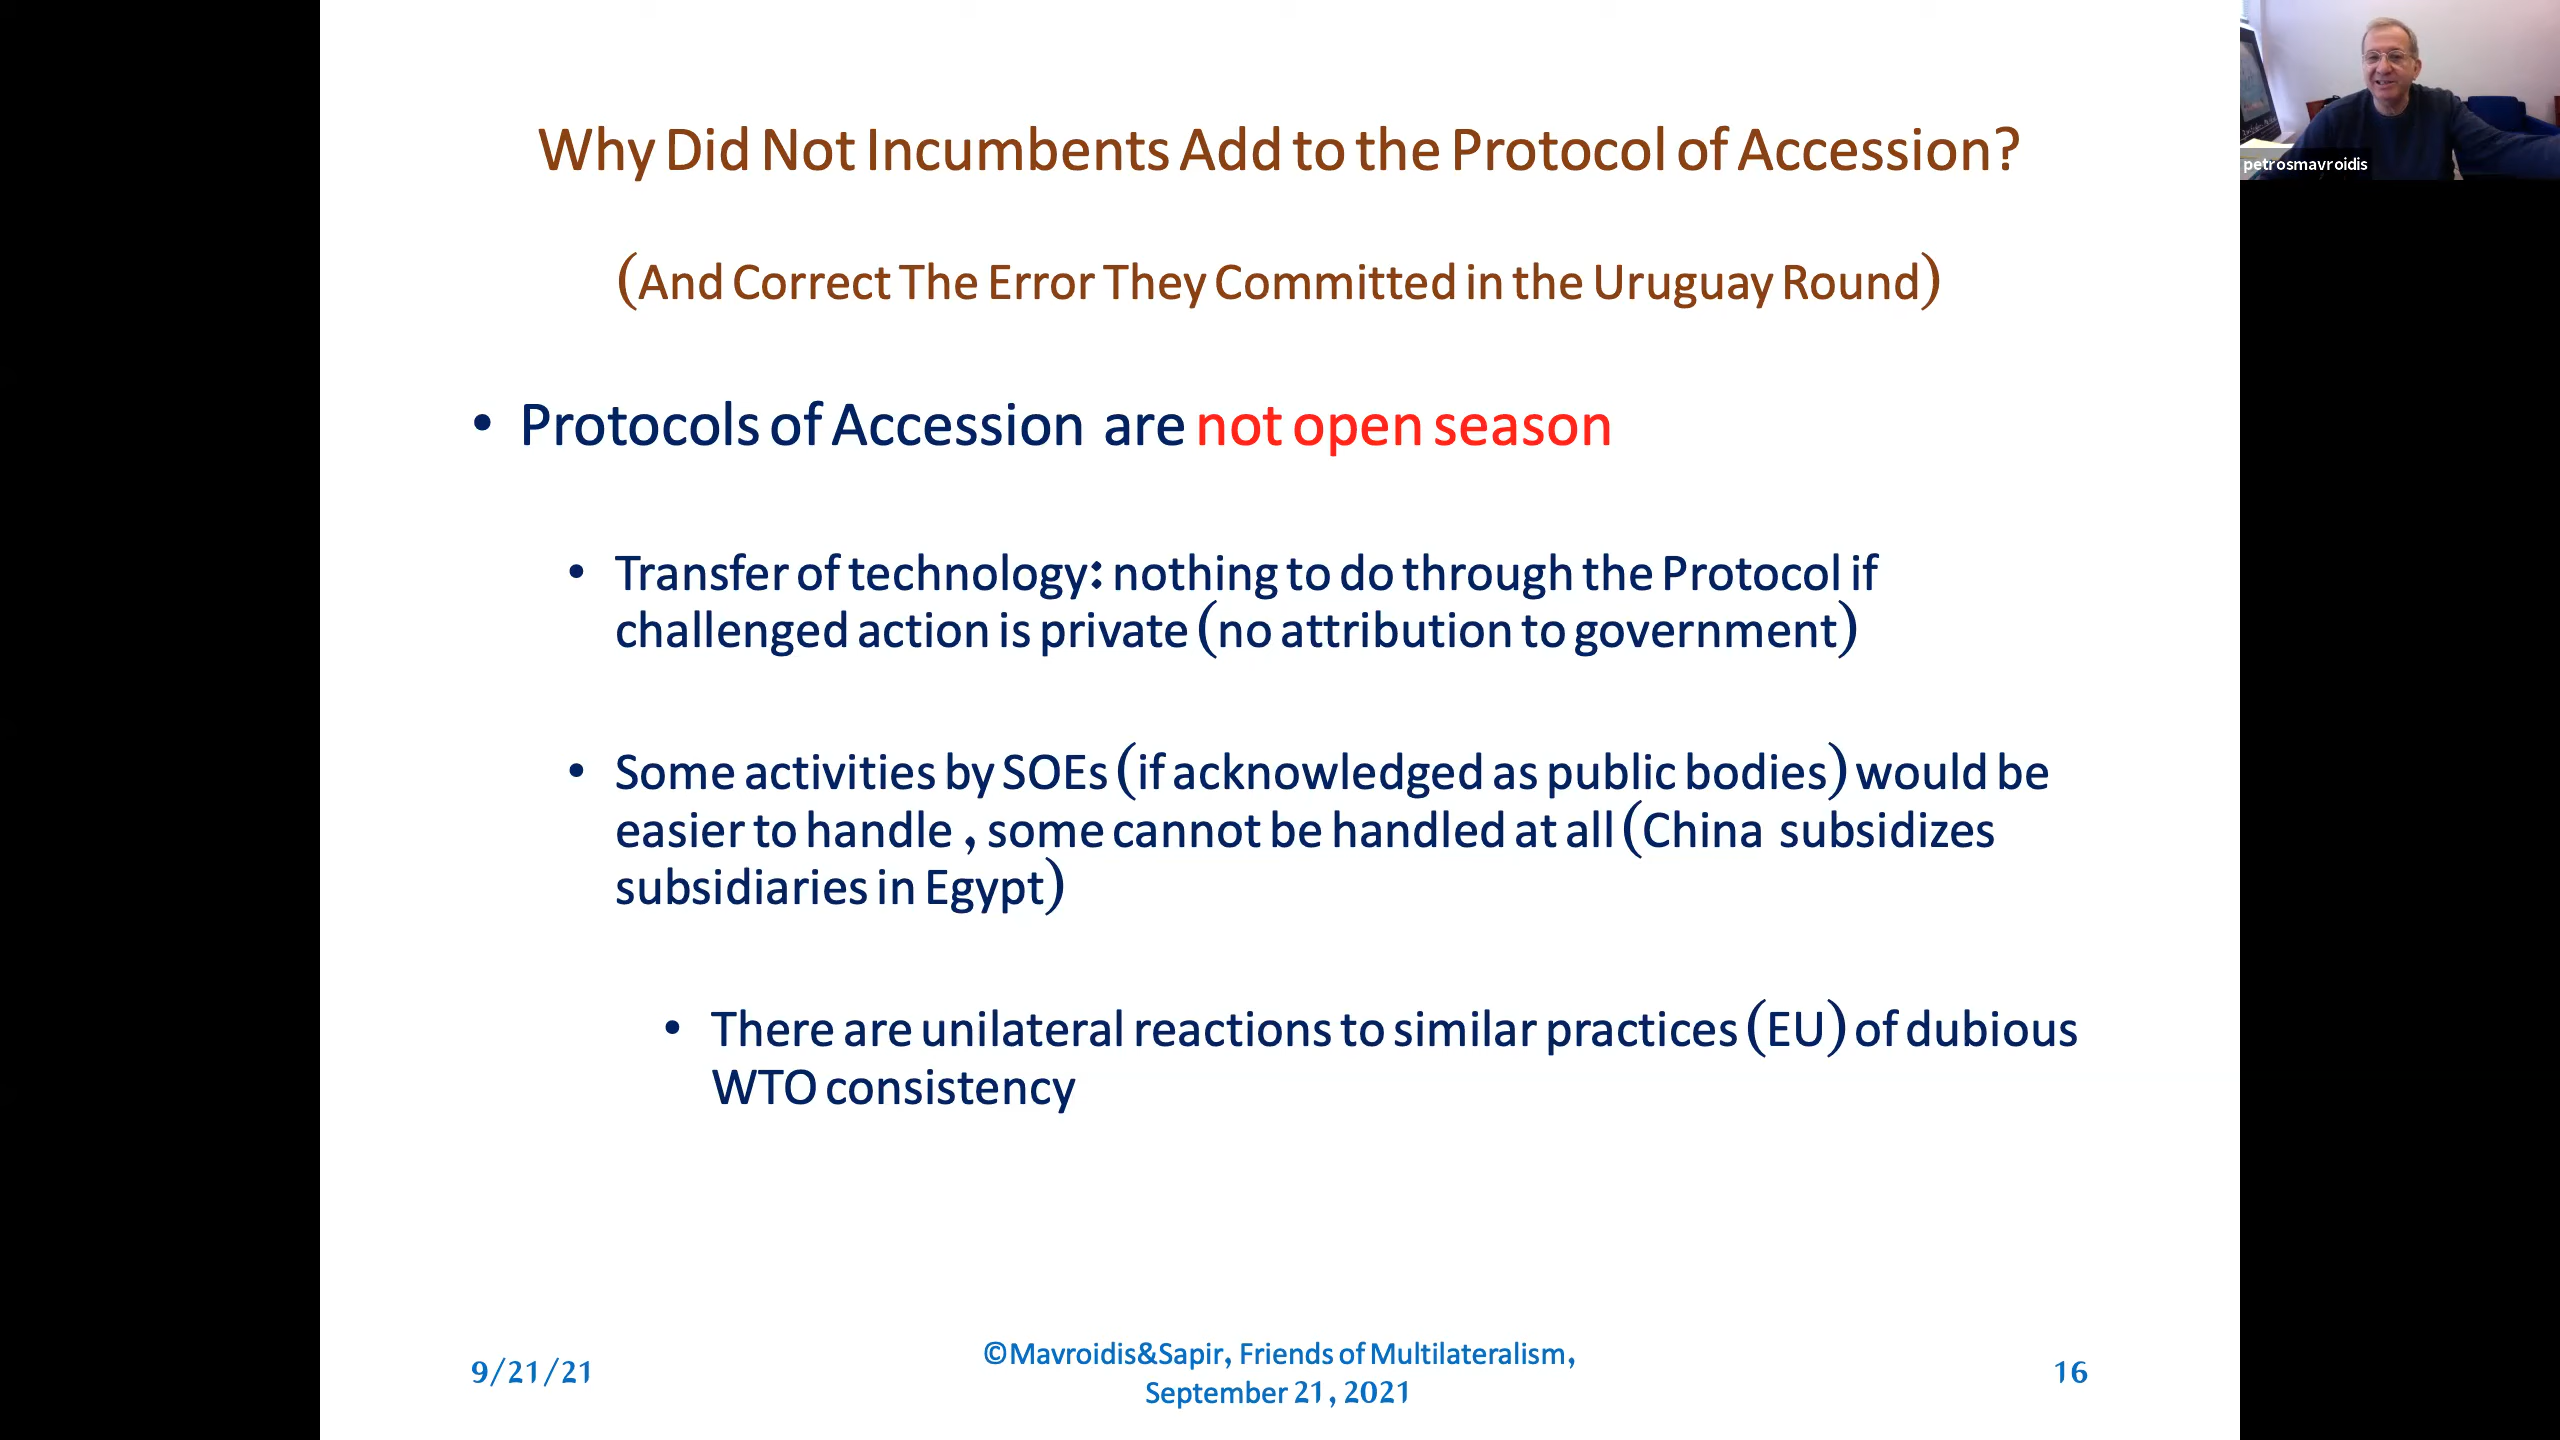 Why Did Not Incumbents Add to the Protocol of Accession?
(And Correct The Error They Committed in the Uruguay Round)
• Protocols of Accession are not open season
• Transfer of technology: nothing to do through the Protocol if
challenged action is private (no attribution to government)
• Some activities by SOEs (if acknowledged as public bodies) would be
easier to handle , some cannot be handled at all (China subsidizes
subsidiaries in Egypt)
• There are unilateral reactions to similar practices (EU) of dubious
WTO consistency
9/21/21
©Mavroidis&Sapir, Friends of Multilateralism,
September 21, 2021
16
petrosmavroidis